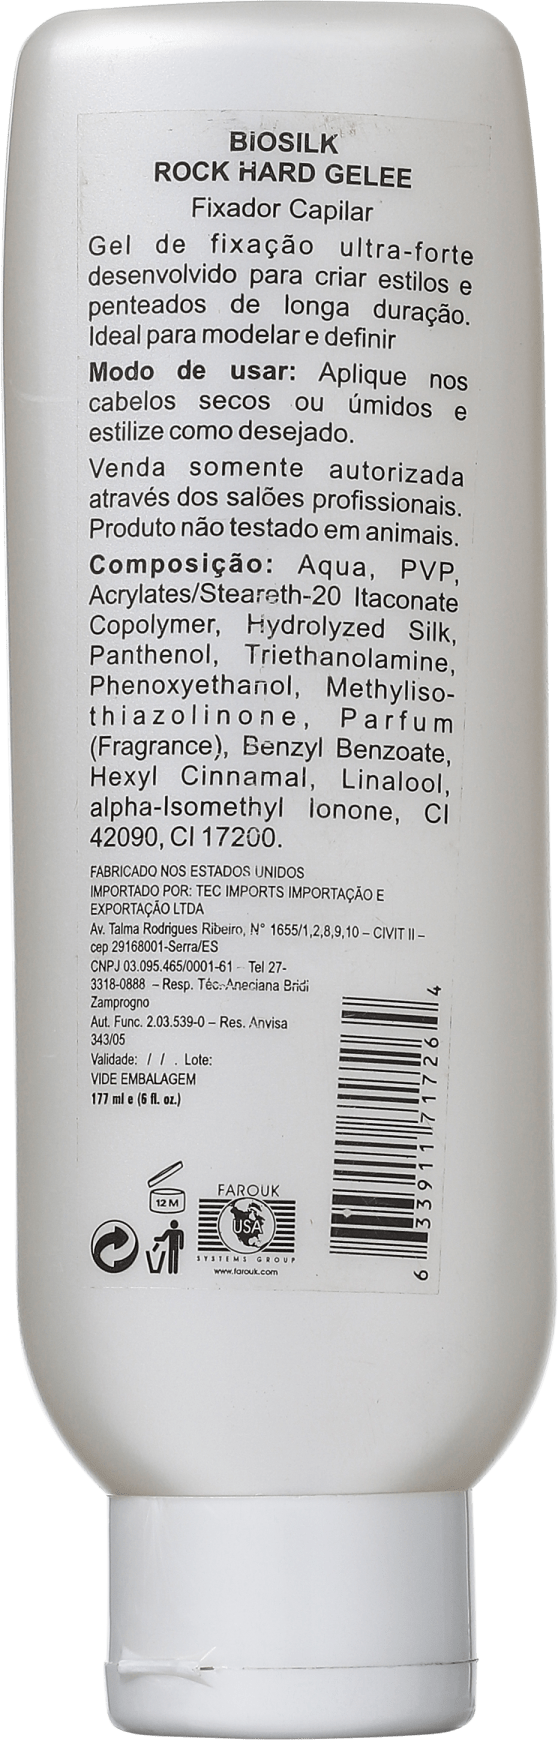 BIOSILK
ROCK HARD GELEE
Fixador Capilar
Gel de fixação ultra-forte
desenvolvido para criar estilos e
penteados de longa duração.
Ideal para modelar e definir
Modo de usar: Aplique nos
cabelos secos ou úmidos e
estilize como desejado.
Venda somente autorizada
através dos salões profissionais.
Produto não testado em animais.
Composição: Aqua, PVP,
Acrylates/Steareth-20 Itaconate
Copolymer, Hydrolyzed Silk,
Panthenol, Triethanolamine,
Phenoxyethanol, Methyliso-
thiazolinone, Parfum
(Fragrance), Benzyl Benzoate,
Hexyl Cinnamal, Linalool,
alpha-Isomethyl Ionone, CI
42090, CI 17200.
FABRICADO NOS ESTADOS UNIDOS
IMPORTADO POR: TEC IMPORTS IMPORTAÇÃO E
EXPORTAÇÃO LTDA
Av. Talma Rodrigues Ribeiro, N° 1655/1,2,8,9,10 – CIVIT II –
cep 29168001-Serra/ES
CNPJ 03.095.465/0001-61 - Tel 27-
3318-0888 – Resp. Téc. Aneciana Bridi
Zamprogno
Aut. Func. 2.03.539-0 – Res. Anvisa
343/05
Validade: / / . Lote:
VIDE EMBALAGEM
177 ml e (6 fl. oz.)
12 M
FAROUK
USA
SYSTEMS GROUP
www.farouk.com
6 33911 71726 4